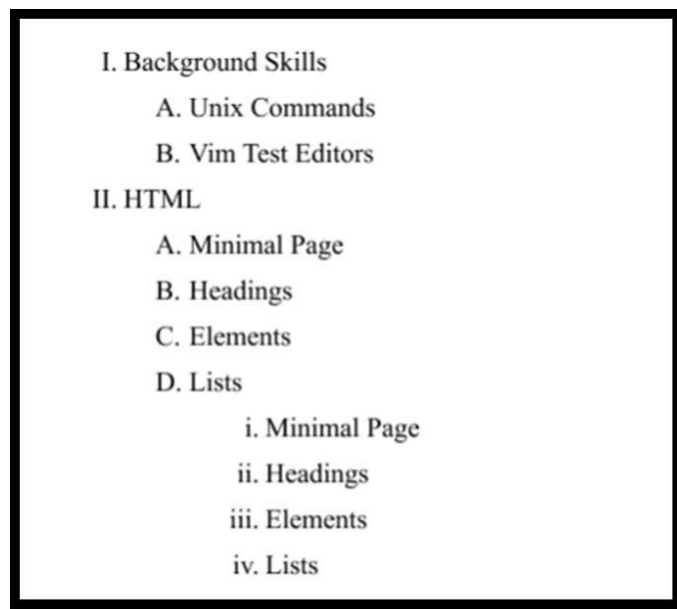 I. Background Skills
A. Unix Commands
B. Vim Test Editors
II. HTML
A. Minimal Page
B. Headings
C. Elements
D. Lists
i. Minimal Page
ii. Headings
iii. Elements
iv. Lists